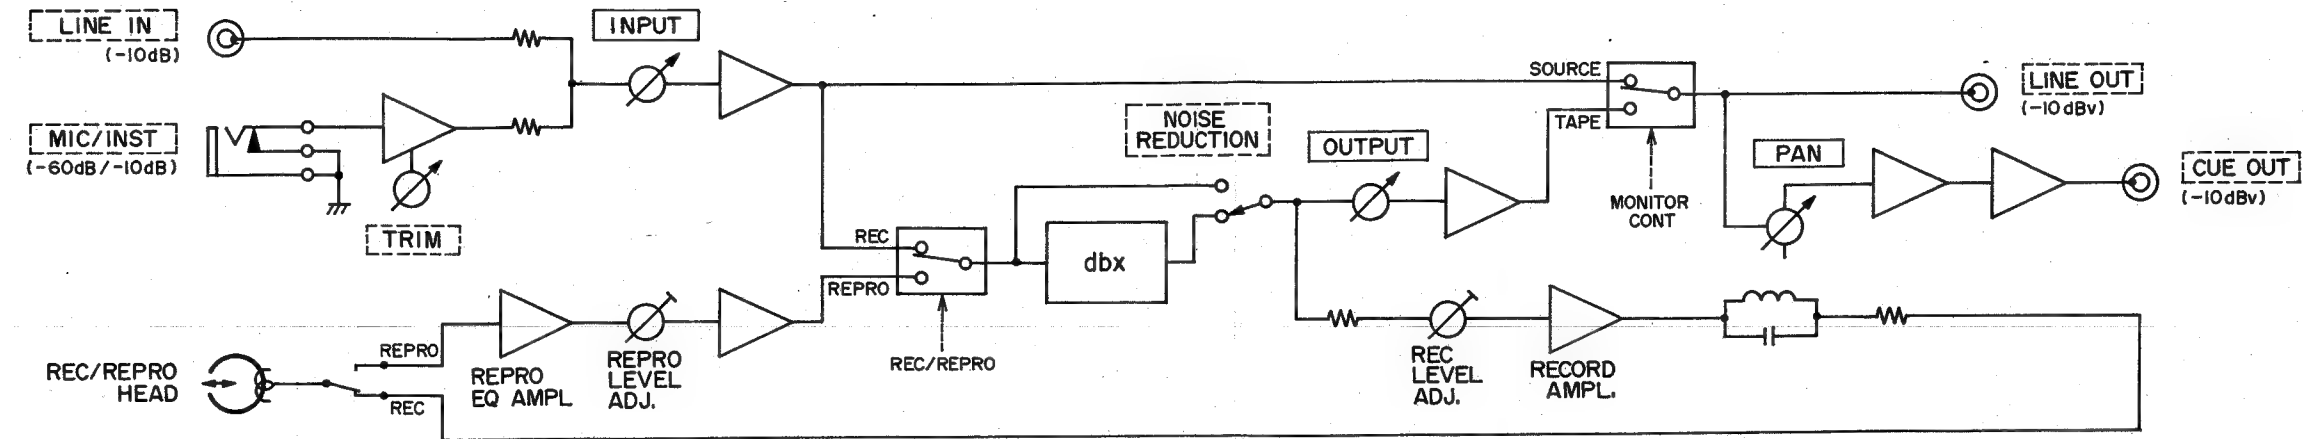 LINE IN
(-10dB)
INPUT
MIC/INST
(-60dB/-10dB)
TRIM
SOURCE
TAPE
MONITOR
CONT
LINE OUT
(-10dBv)
NOISE
REDUCTION
OUTPUT
PAN
CUE OUT
(-10dBv)
REC
REPRO
dbx
REC/REPRO
REC/REPRO
HEAD
REPRO
REC
REPRO
EQ AMPL
REPRO
LEVEL
ADJ.
REC
LEVEL
ADJ.
RECORD
AMPL.